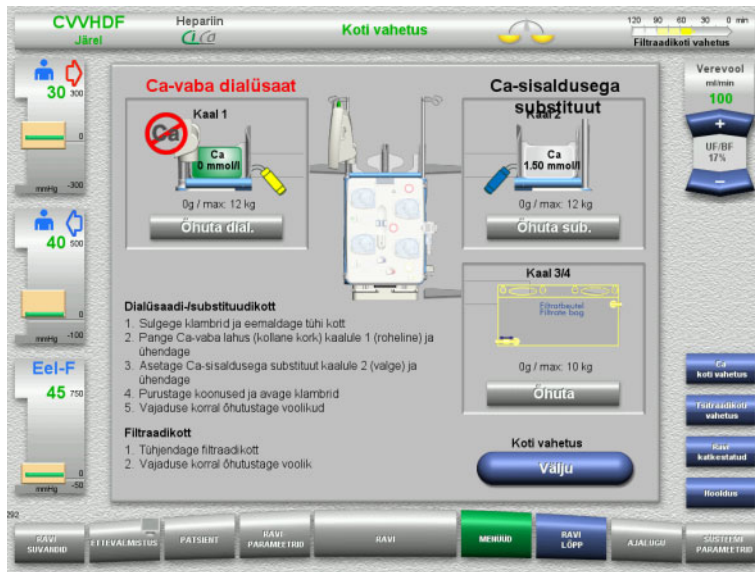 CVVHDF
Järel
Hepariin
CiCa
Koti vahetus
120 90 60 30 0 min
Filtraadikoti vahetus
30 300
0
mmHg -300
40 500
0
mmHg -100
Eel-F
45 750
0
mmHg -50
Ca-vaba dialüsaat
Kaal 1
Ca
Ca
0 mmol/l
0g / max: 12 kg
Õhuta dial.
Ca-sisaldusega
substituut
Kaal 2
Ca
1.50 mmol/l
0g / max: 12 kg
Õhuta sub.
Kaal 3/4
Filtratbeutel
Filtrate bag
0g / max: 10 kg
Õhuta
Dialüsaadi-/substituudikott
1. Sulgege klambrid ja eemaldage tühi kott
2. Pange Ca-vaba lahus (kollane kork) kaalule 1 (roheline) ja
ühendage
3. Asetage Ca-sisaldusega substituut kaalule 2 (valge) ja
ühendage
4. Purustage koonused ja avage klambrid
5. Vajaduse korral õhutustage voolikud
Filtraadikott
1. Tühjendage filtraadikott
2. Vajaduse korral õhutustage voolik
Koti vahetus
Välju
Verevool
ml/min
100
+
UF/BF
17%
−
Ca
koti vahetus
Tsitraadikoti
vahetus
Ravi
katkestatud
Hooldus
292
RAVI
SUVANDID
ETTEVALMISTUS
PATSIENT
RAVI-
PARAMEETRID
RAVI
MENÜÜD
RAVI
LÕPP
AJALUGU
SÜSTEEMI
PARAMEETRID